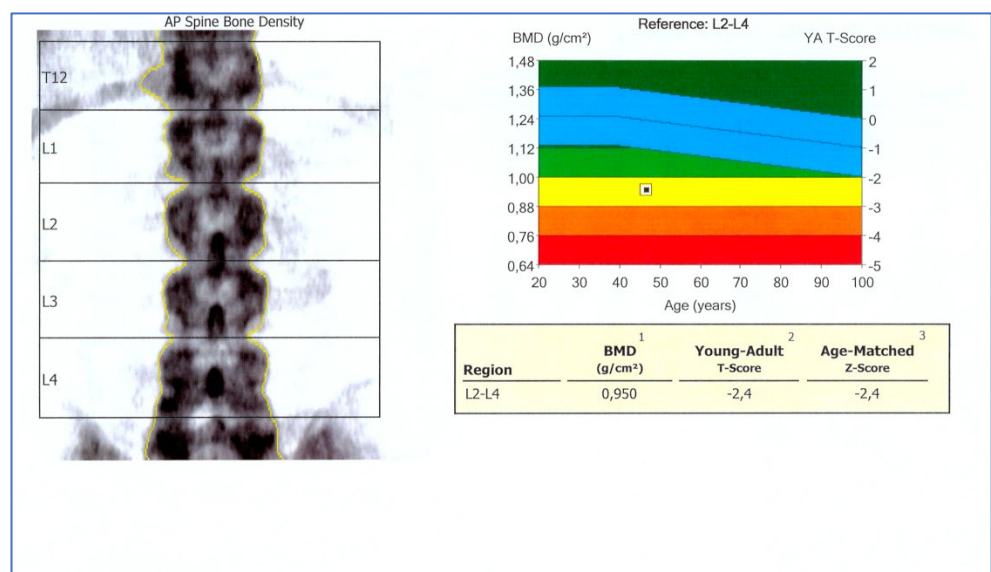 AP Spine Bone Density
T12
L1
L2
L3
L4
Reference: L2-L4
BMD (g/cm²) YA T-Score
1,48 2
1,36 1
1,24 0
1,12 -1
1,00 -2
0,88 -3
0,76 -4
0,64 -5
20 30 40 50 60 70 80 90 100
Age (years)
1 2 3
BMD Young-Adult Age-Matched
Region (g/cm²) T-Score Z-Score
L2-L4 0,950 -2,4 -2,4